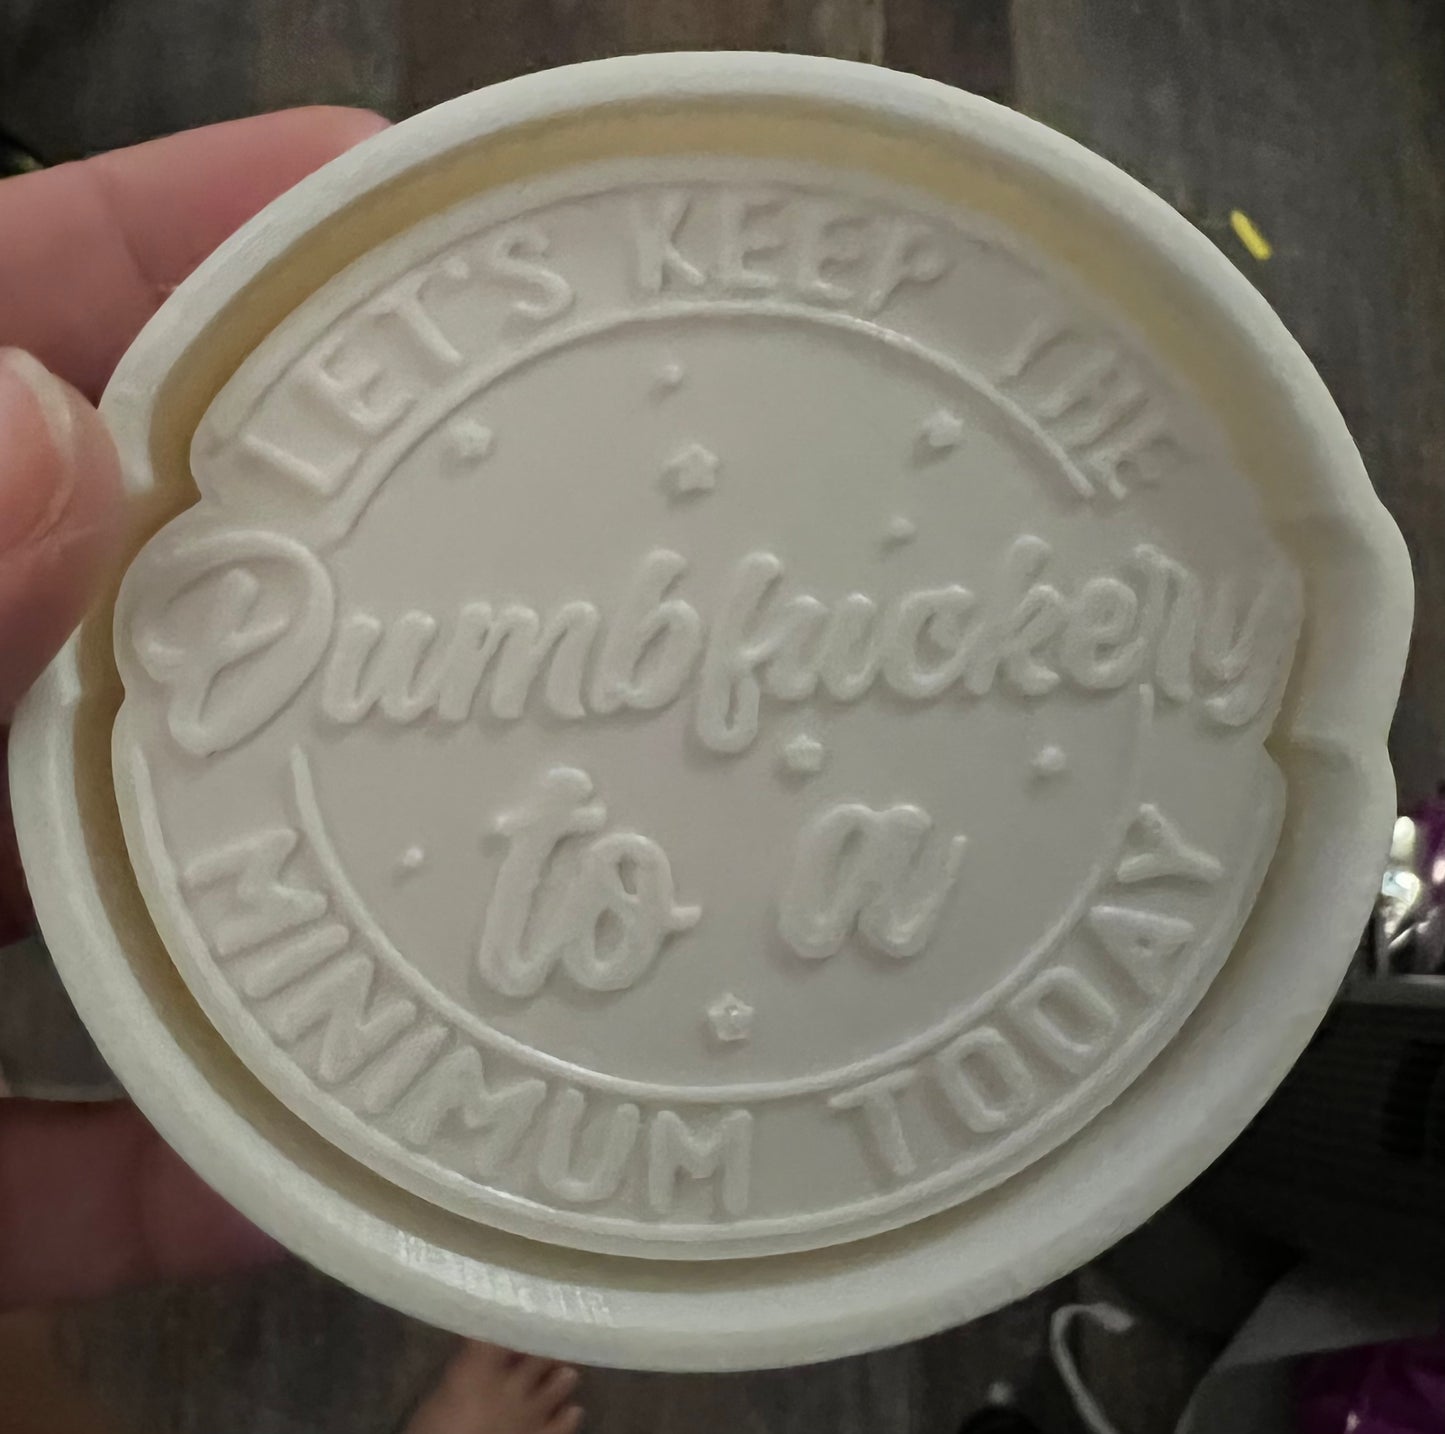 LET'S KEEP THE
Dumbfuckery
to a
MINIMUM TODAY